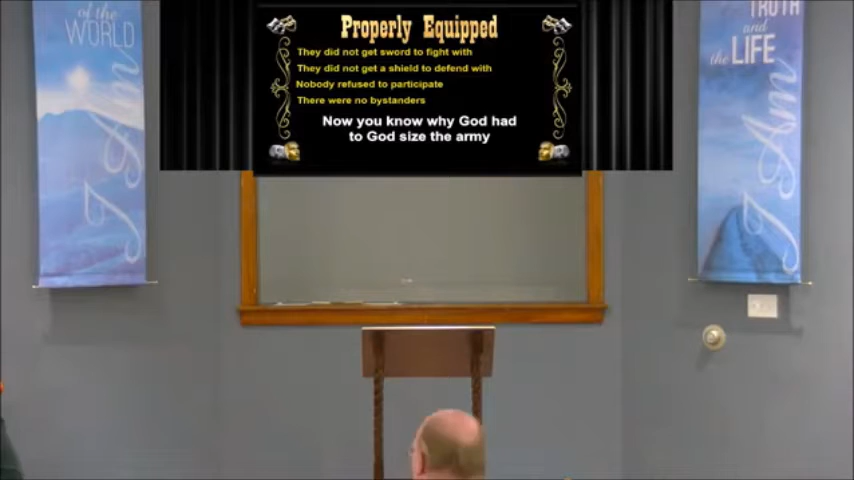 Properly Equipped
They did not get sword to fight with
They did not get a shield to defend with
Nobody refused to participate
There were no bystanders
Now you know why God had
to God size the army
of the
WORLD
I Am
TRUTH
and
the LIFE
I Am